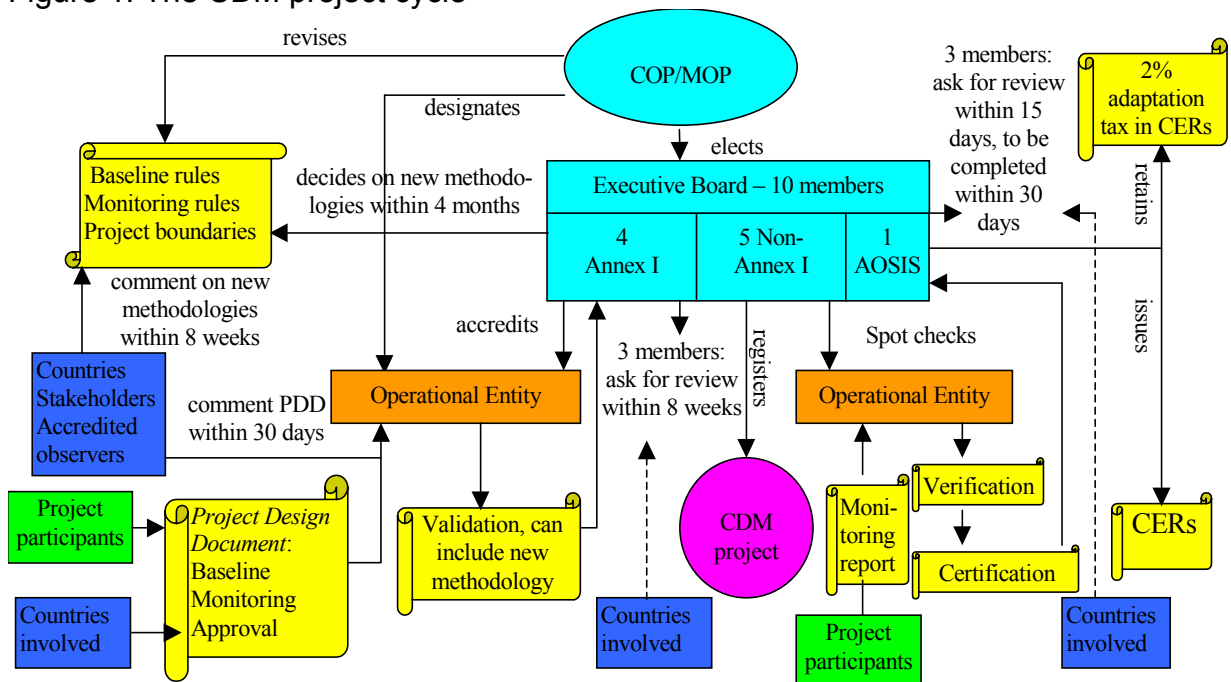 Figure 1: The CDM project cycle
revises
COP/MOP
designates
elects
3 members:
ask for review
within 15
days, to be
completed
within 30
days
2%
adaptation
tax in CERs
Baseline rules
Monitoring rules
Project boundaries
decides on new methodo-
logies within 4 months
Executive Board – 10 members
4
Annex I
5 Non-
Annex I
1
AOSIS
retains
issues
comment on new
methodologies
within 8 weeks
accredits
3 members:
ask for review
within 8 weeks
registers
Spot checks
Countries
Stakeholders
Accredited
observers
comment PDD
within 30 days
Operational Entity
Operational Entity
Project
participants
Project Design
Document:
Baseline
Monitoring
Approval
Validation, can
include new
methodology
CDM
project
Moni-
toring
report
Verification
Certification
CERs
Countries
involved
Countries
involved
Project
participants
Countries
involved